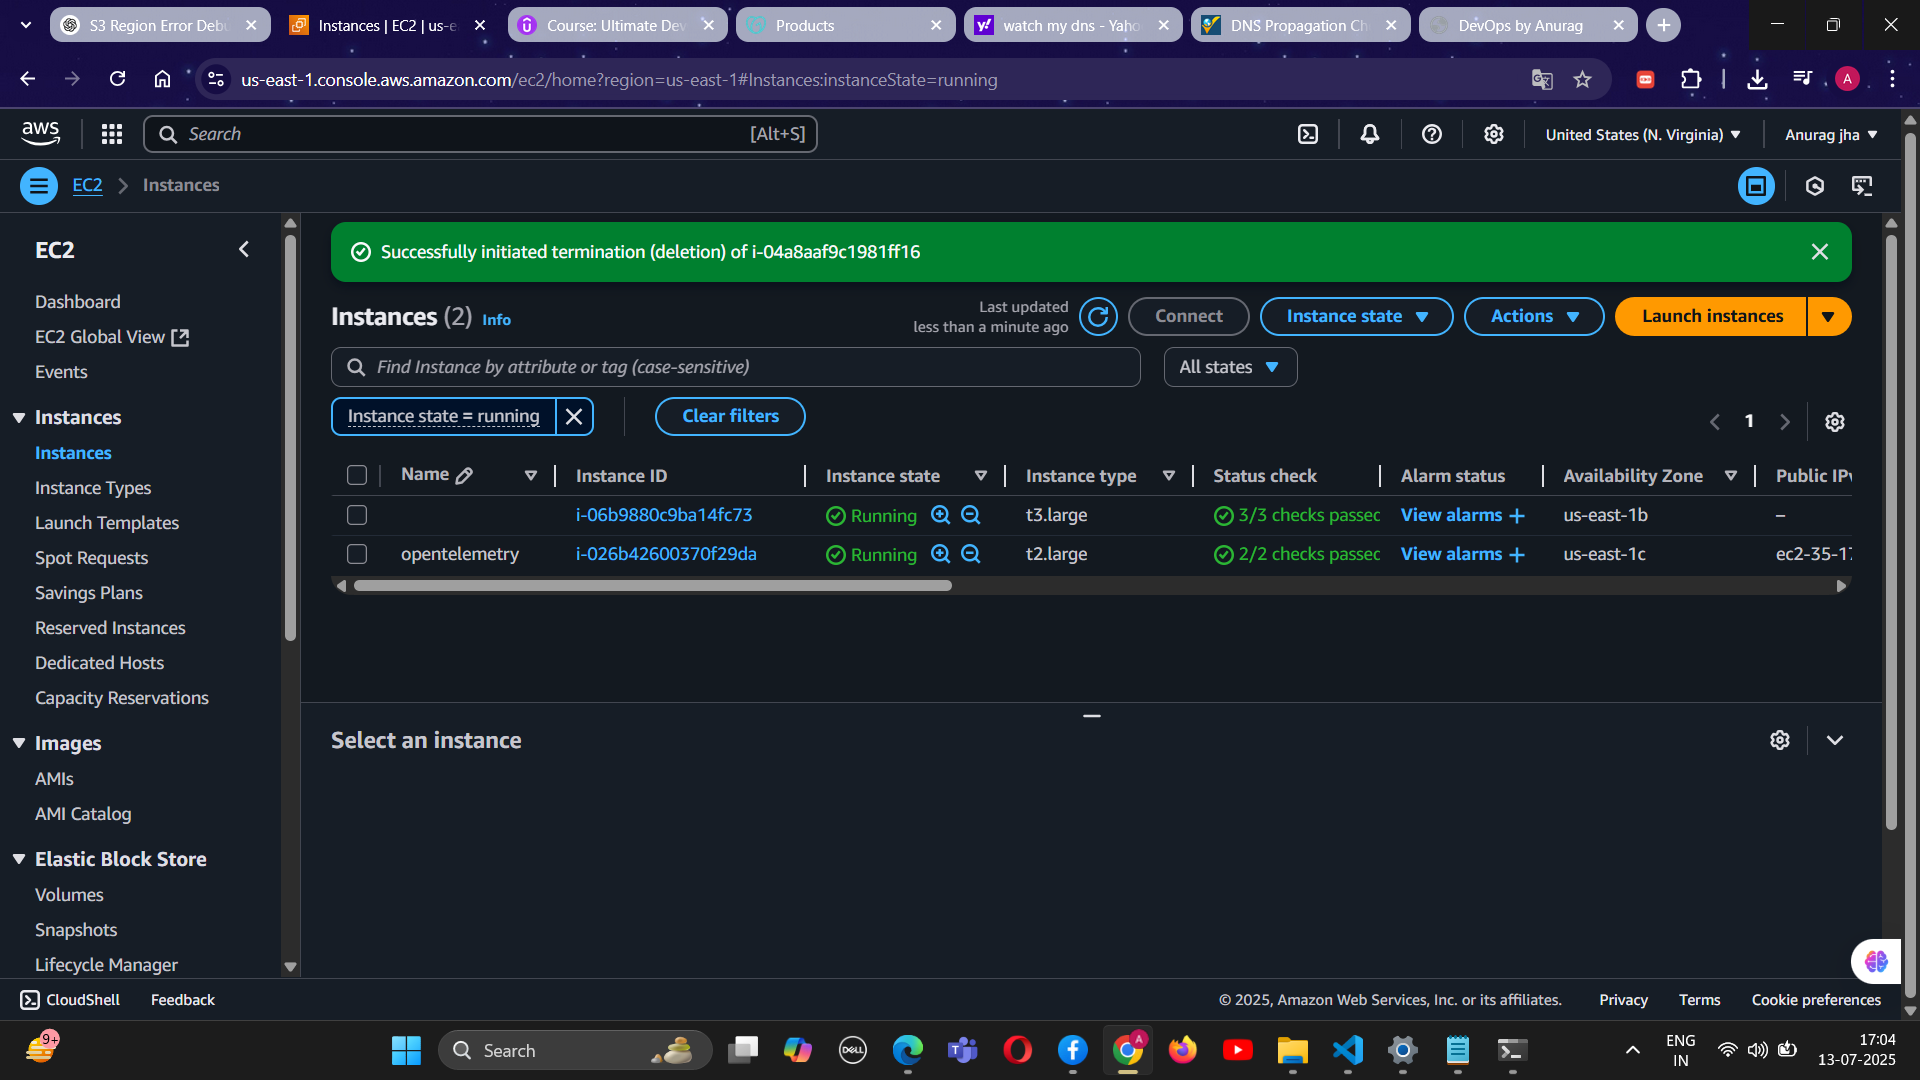 S3 Region Error Debu
Instances | EC2 | us-e
Course: Ultimate Dev
Products
watch my dns - Yaho
DNS Propagation Ch
DevOps by Anurag
us-east-1.console.aws.amazon.com/ec2/home?region=us-east-1#Instances:instanceState=running
A
aws
Search
[Alt+S]
United States (N. Virginia)
Anurag jha
EC2
Instances
EC2
Dashboard
EC2 Global View
Events
Instances
Instances
Instance Types
Launch Templates
Spot Requests
Savings Plans
Reserved Instances
Dedicated Hosts
Capacity Reservations
Images
AMIs
AMI Catalog
Elastic Block Store
Volumes
Snapshots
Lifecycle Manager
Successfully initiated termination (deletion) of i-04a8aaf9c1981ff16
Instances (2) Info
Last updated
less than a minute ago
Connect
Instance state
Actions
Launch instances
Find Instance by attribute or tag (case-sensitive)
All states
Instance state = running
Clear filters
1
Name Instance ID Instance state Instance type Status check Alarm status Availability Zone Public IPv
i-06b9880c9ba14fc73 Running t3.large 3/3 checks passed View alarms + us-east-1b –
opentelemetry i-026b42600370f29da Running t2.large 2/2 checks passed View alarms + us-east-1c ec2-35-17
Select an instance
CloudShell
Feedback
© 2025, Amazon Web Services, Inc. or its affiliates.
Privacy
Terms
Cookie preferences
9+
Search
DELL
A
ENG
IN
17:04
13-07-2025